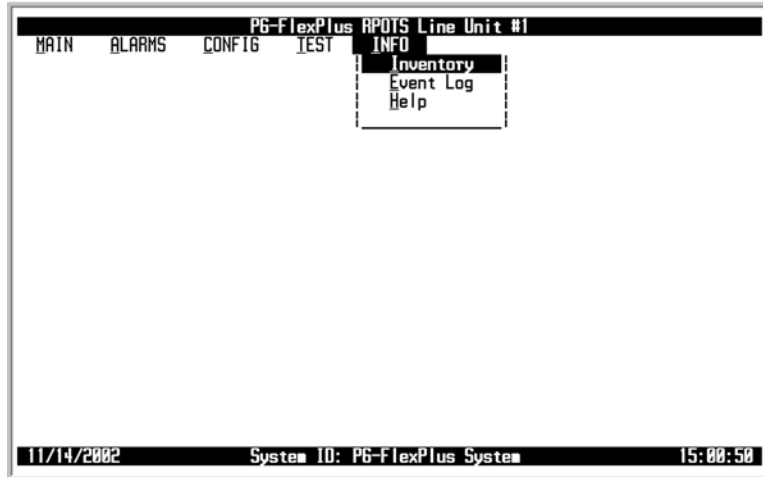 PG-FlexPlus RPOTS Line Unit #1
MAIN ALARMS CONFIG TEST INFO
Inventory
Event Log
Help
11/14/2002 System ID: PG-FlexPlus System 15:00:50